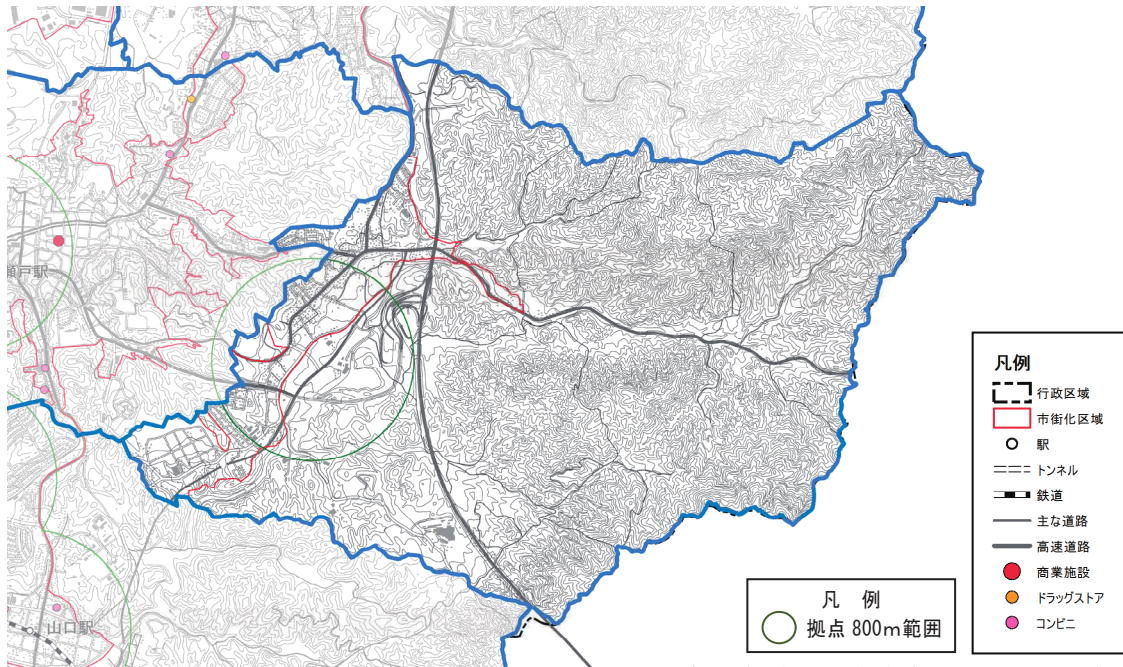 瀬戸駅
山口駅
凡例
行政区域
市街化区域
駅
トンネル
鉄道
主な道路
高速道路
商業施設
ドラッグストア
コンビニ
凡 例
拠点 800m範囲